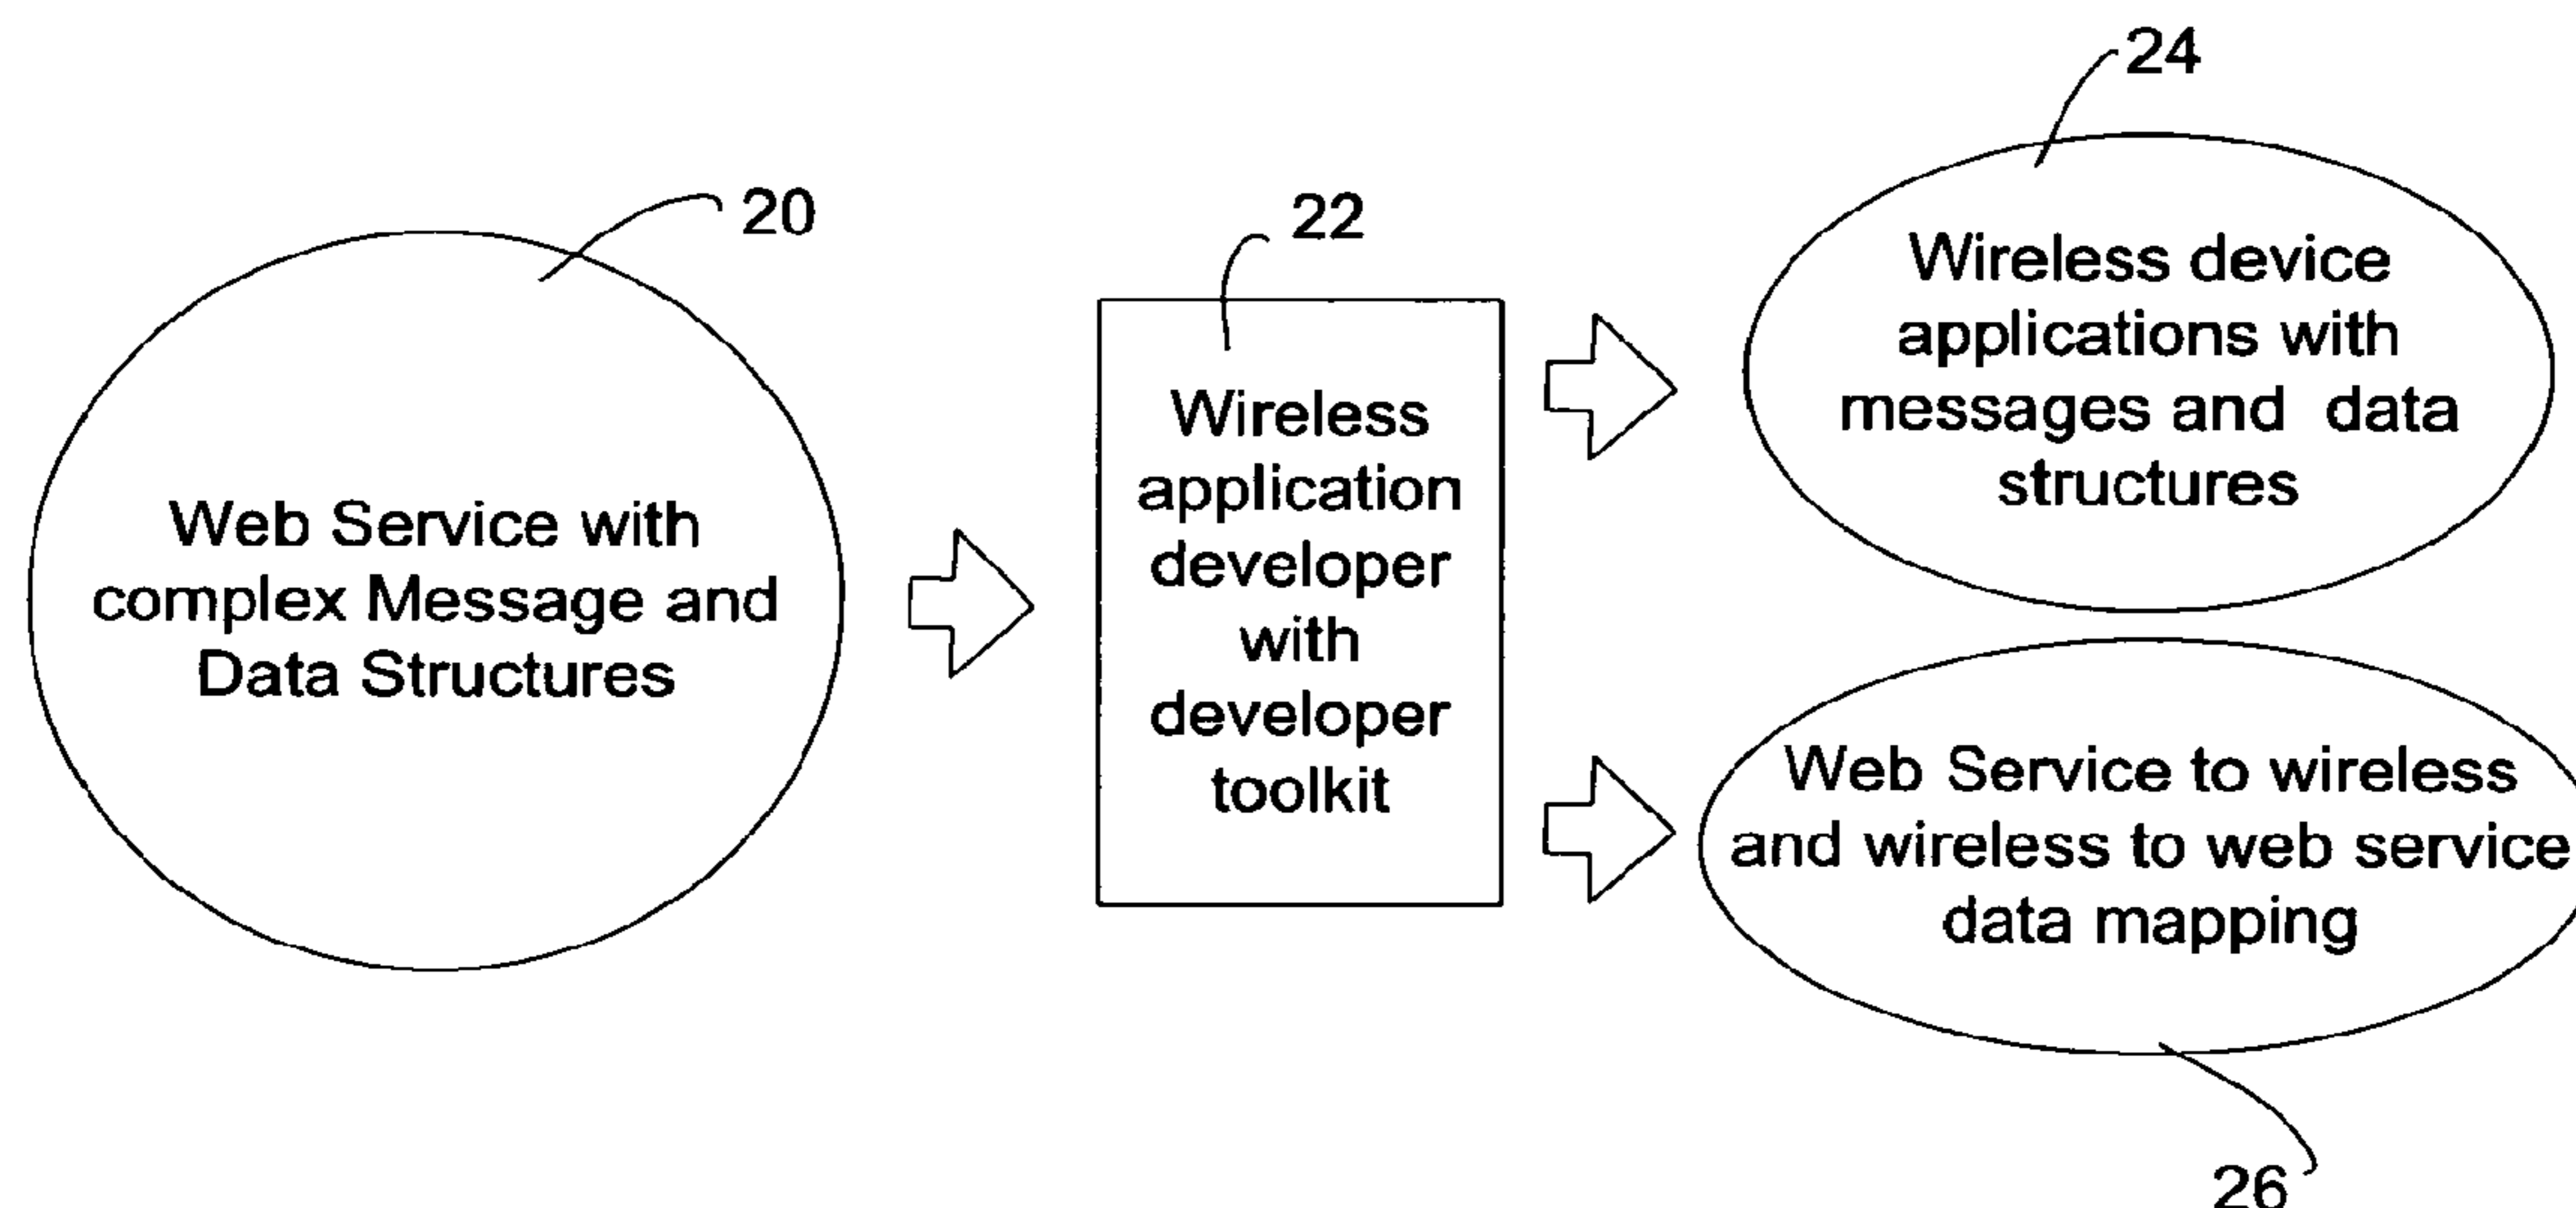 20
Web Service with
complex Message and
Data Structures
22
Wireless
application
developer
with
developer
toolkit
24
Wireless device
applications with
messages and data
structures
Web Service to wireless
and wireless to web service
data mapping
26